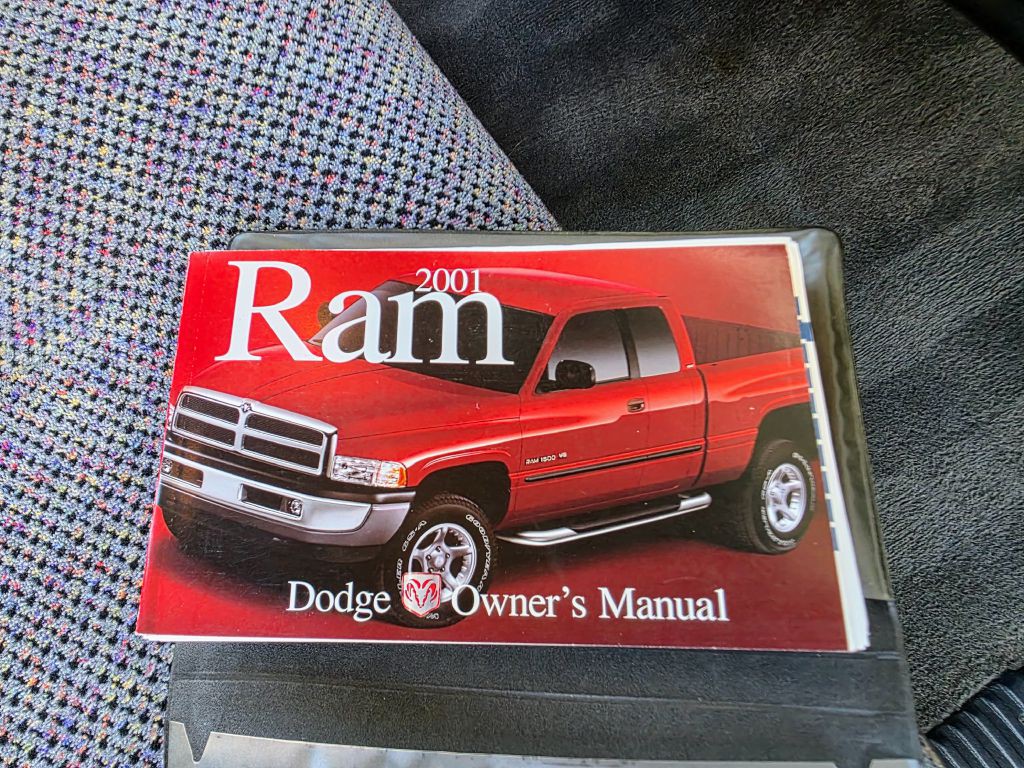 2001
Ram
RAM 1500 V8
Dodge Owner's Manual